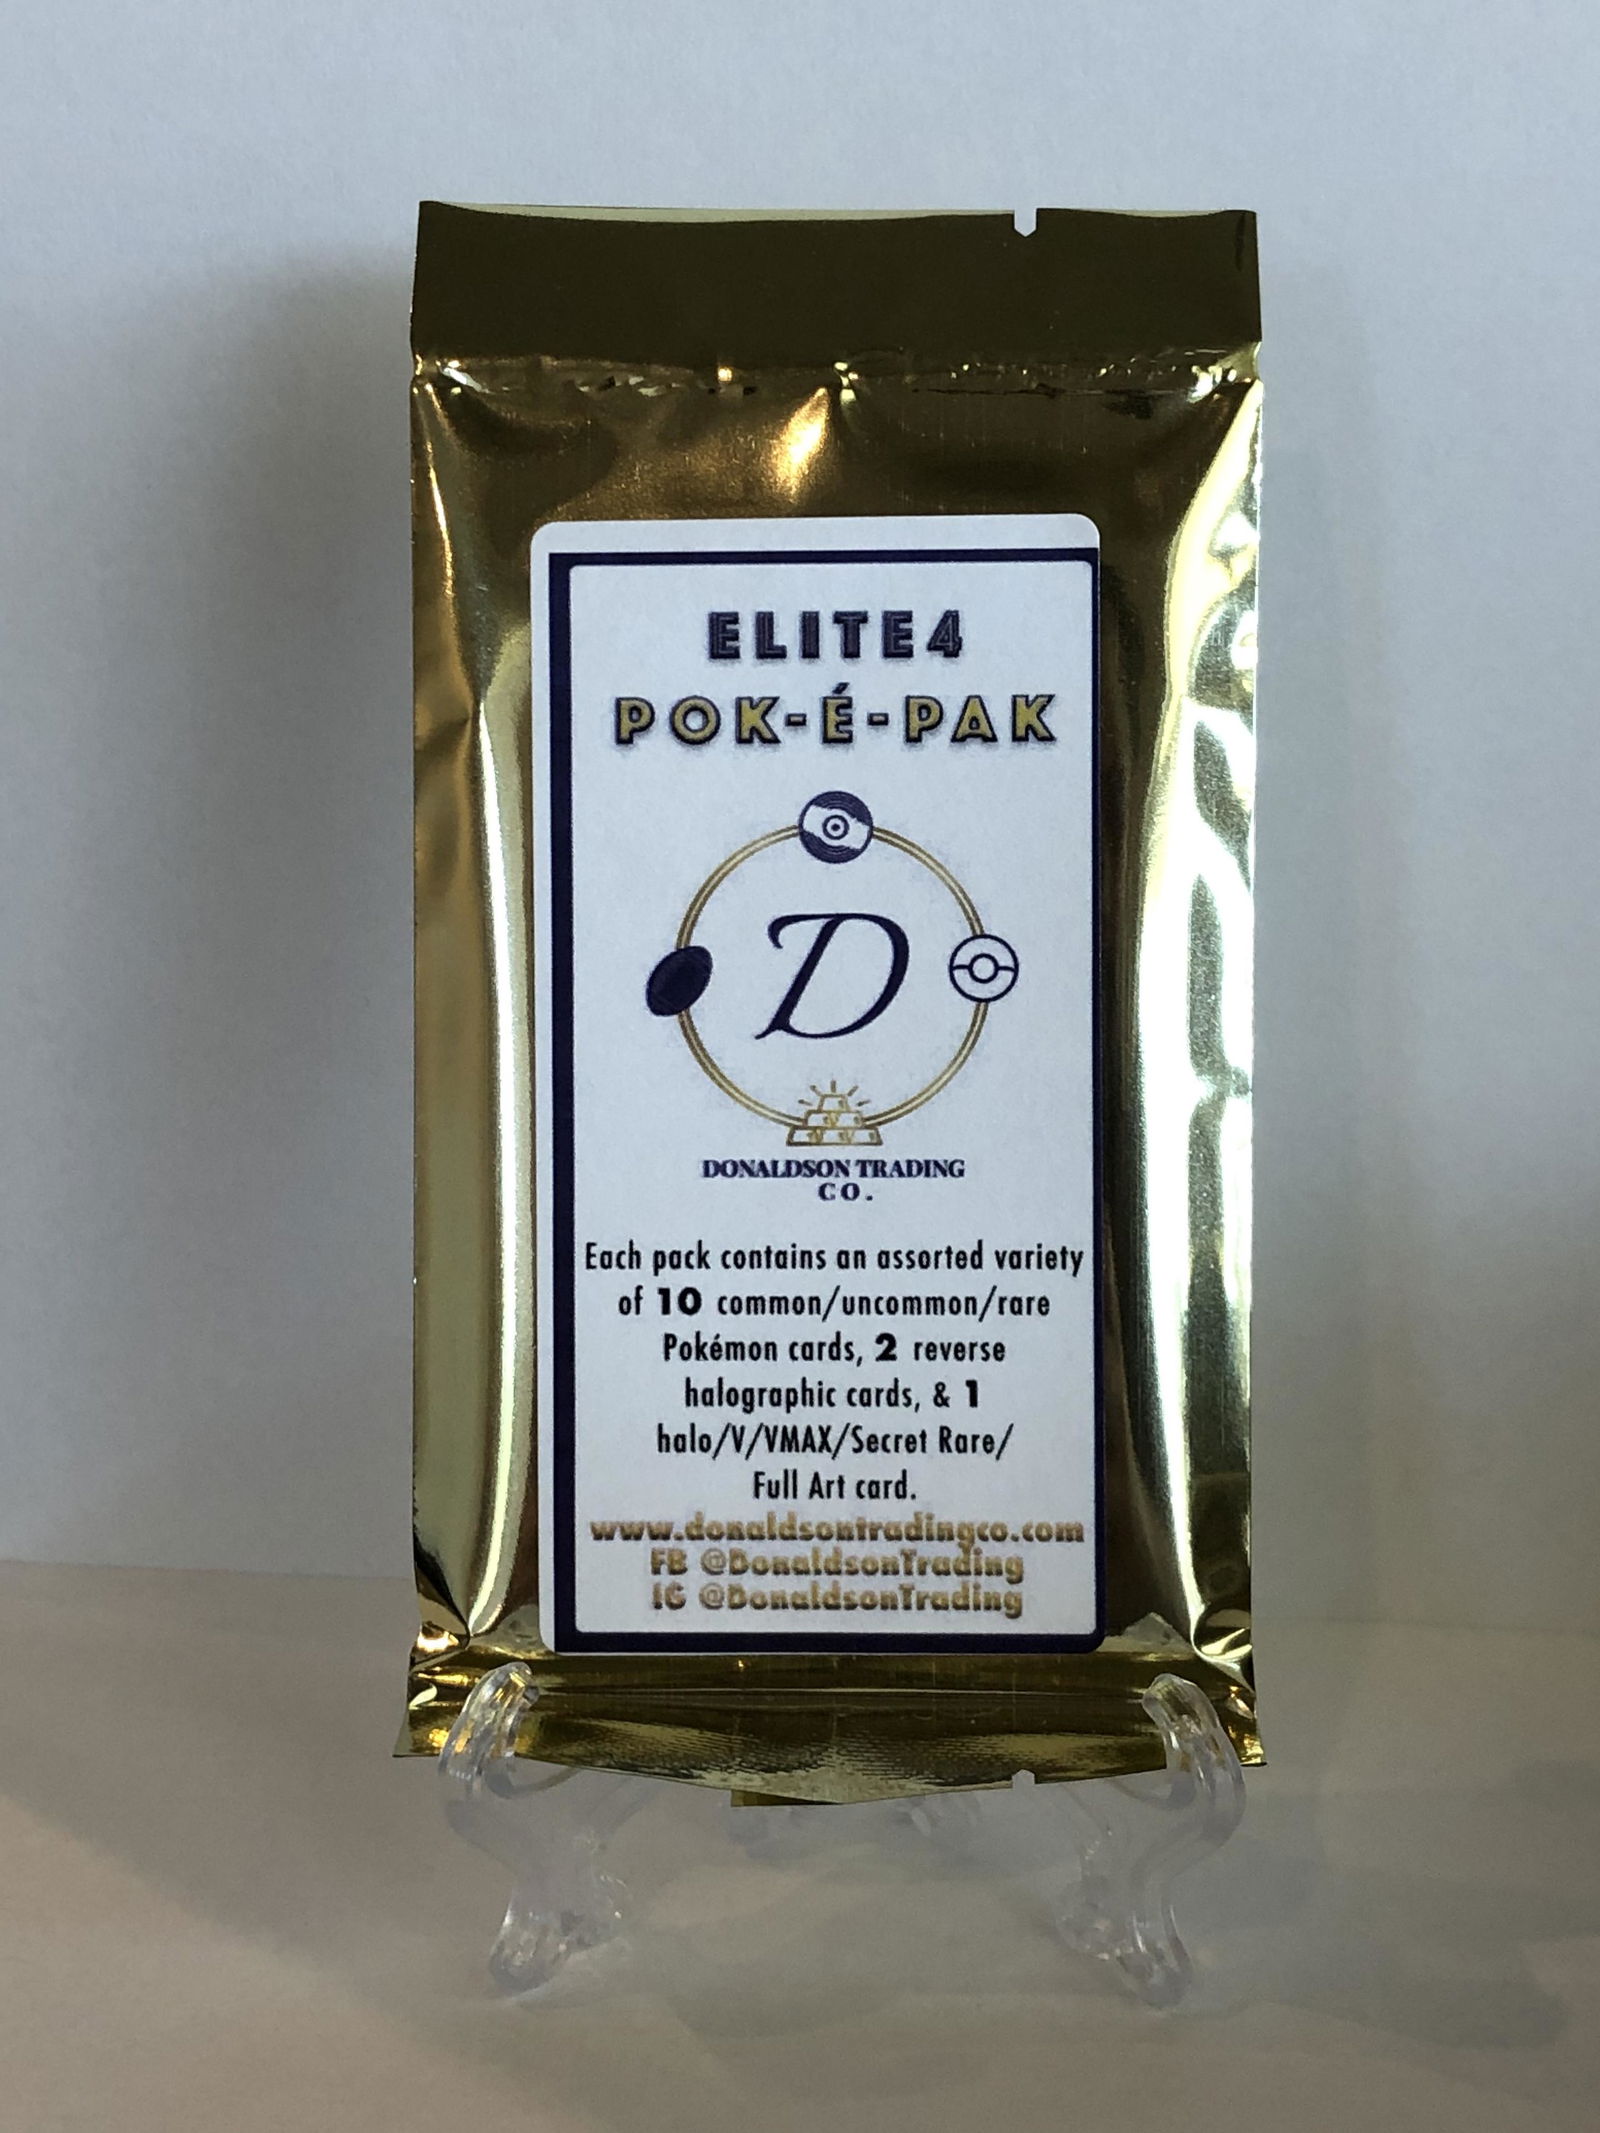 ELITE4
POK-É-PAK
D
DONALDSON TRADING
CO.
Each pack contains an assorted variety
of 10 common/uncommon/rare
Pokémon cards, 2 reverse
halographic cards, & 1
halo/V/VMAX/Secret Rare/
Full Art card.
www.donaldsontradingco.com
FB @DonaldsonTrading
IG @DonaldsonTrading